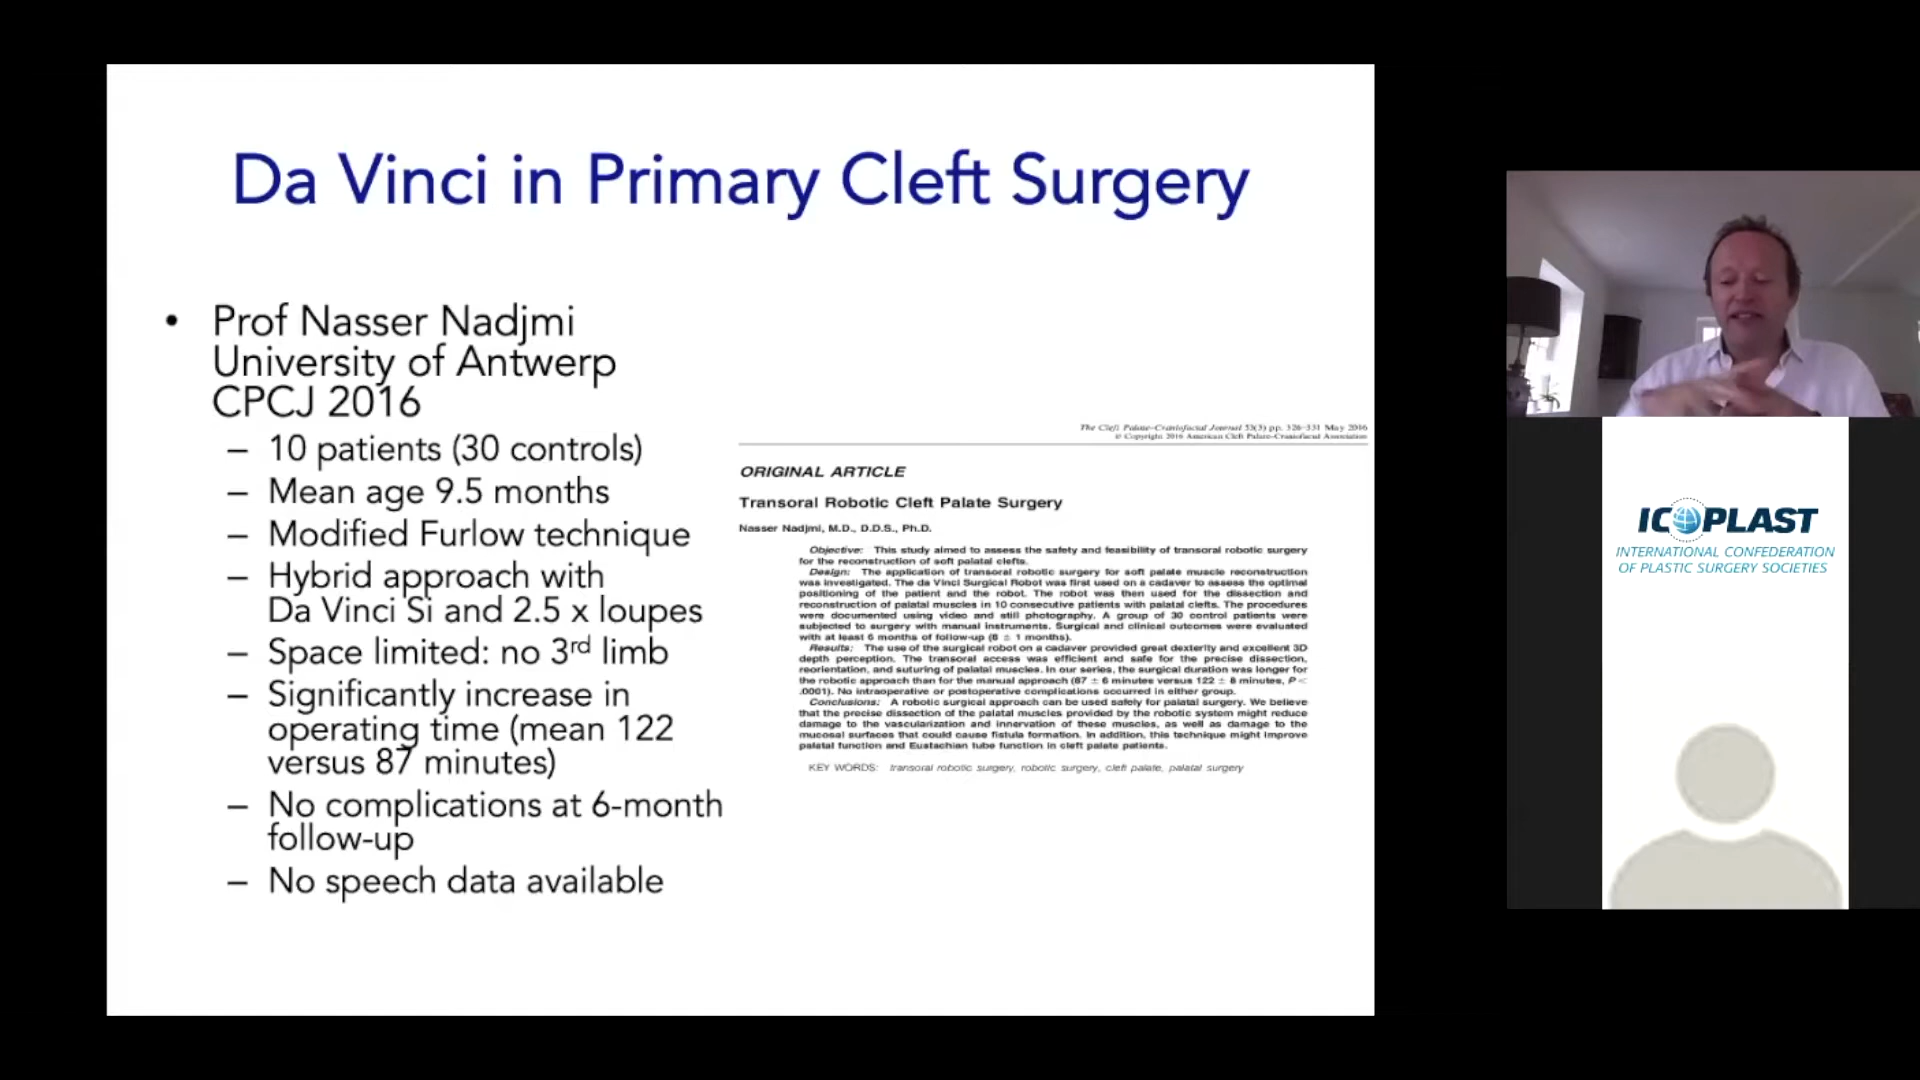 Da Vinci in Primary Cleft Surgery
• Prof Nasser Nadjmi
University of Antwerp
CPCJ 2016
– 10 patients (30 controls)
– Mean age 9.5 months
– Modified Furlow technique
– Hybrid approach with
Da Vinci Si and 2.5 x loupes
– Space limited: no 3rd limb
– Significantly increase in
operating time (mean 122
versus 87 minutes)
– No complications at 6-month
follow-up
– No speech data available
The Cleft Palate–Craniofacial Journal 53(3) pp. 326–331 May 2016
© Copyright 2016 American Cleft Palate–Craniofacial Association
ORIGINAL ARTICLE
Transoral Robotic Cleft Palate Surgery
Nasser Nadjmi, M.D., D.D.S., Ph.D.
Objective: This study aimed to assess the safety and feasibility of transoral robotic surgery
for the reconstruction of soft palatal clefts.
Design: The application of transoral robotic surgery for soft palate muscle reconstruction
was investigated. The da Vinci Surgical Robot was first used on a cadaver to assess the optimal
positioning of the patient and the robot. The robot was then used for the dissection and
reconstruction of palatal muscles in 10 consecutive patients with palatal clefts. The procedures
were documented using video and still photography. A group of 30 control patients were
subjected to surgery with manual instruments. Surgical and clinical outcomes were evaluated
with at least 6 months of follow-up (8 ± 1 months).
Results: The use of the surgical robot on a cadaver provided great dexterity and excellent 3D
depth perception. The transoral access was efficient and safe for the precise dissection,
reorientation, and suturing of palatal muscles. In our series, the surgical duration was longer for
the robotic approach than for the manual approach (87 ± 6 minutes versus 122 ± 8 minutes, P <
.0001). No intraoperative or postoperative complications occurred in either group.
Conclusions: A robotic surgical approach can be used safely for palatal surgery. We believe
that the precise dissection of the palatal muscles provided by the robotic system might reduce
damage to the vascularization and innervation of these muscles, as well as damage to the
mucosal surfaces that could cause fistula formation. In addition, this technique might improve
palatal function and Eustachian tube function in cleft palate patients.
KEY WORDS: transoral robotic surgery, robotic surgery, cleft palate, palatal surgery
ICOPLAST
INTERNATIONAL CONFEDERATION
OF PLASTIC SURGERY SOCIETIES